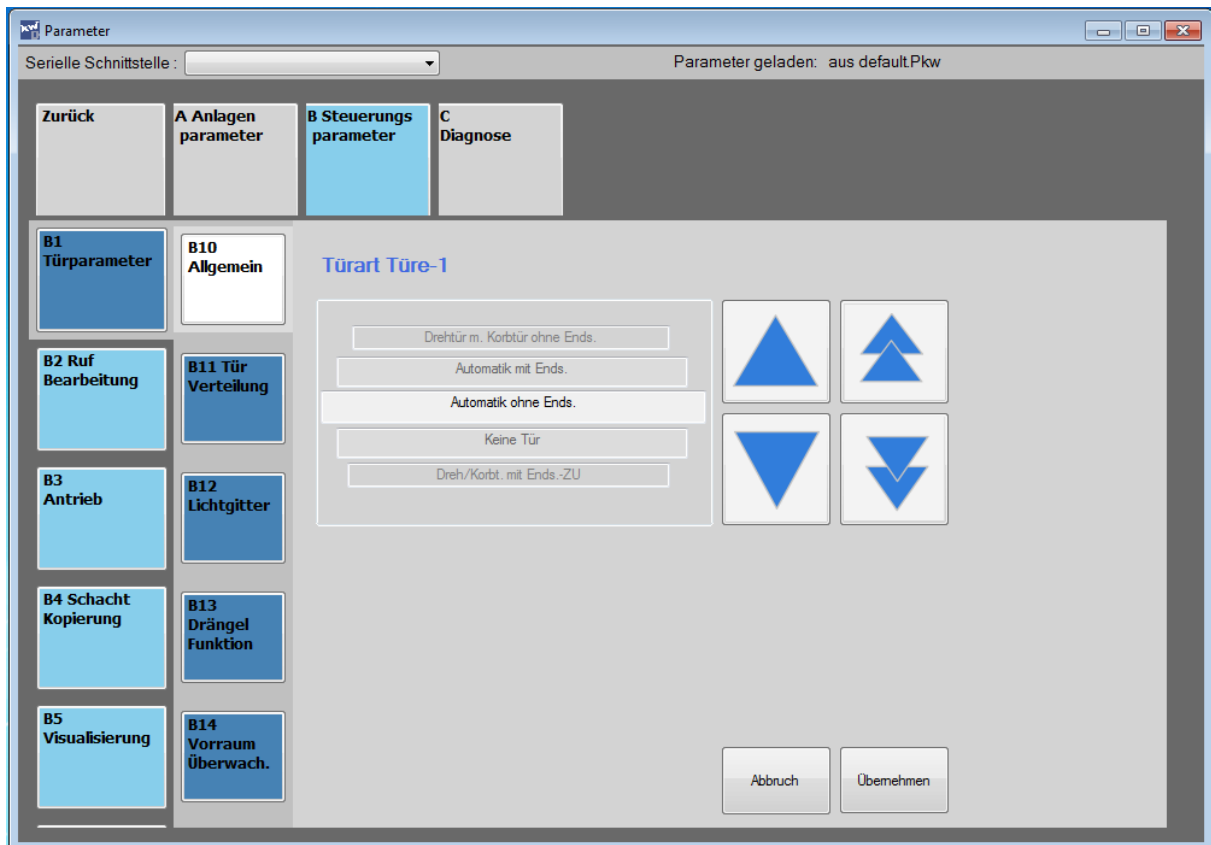 Parameter
Serielle Schnittstelle :
Parameter geladen: aus default.Pkw
Zurück
A Anlagen
parameter
B Steuerungs
parameter
C
Diagnose
B1
Türparameter
B10
Allgemein
Türart Türe-1
Drehtür m. Korbtür ohne Ends.
Automatik mit Ends.
Automatik ohne Ends.
Keine Tür
Dreh/Korbt. mit Ends.-ZU
B2 Ruf
Bearbeitung
B11 Tür
Verteilung
B3
Antrieb
B12
Lichtgitter
B4 Schacht
Kopierung
B13
Drängel
Funktion
B5
Visualisierung
B14
Vorraum
Überwach.
Abbruch
Übernehmen